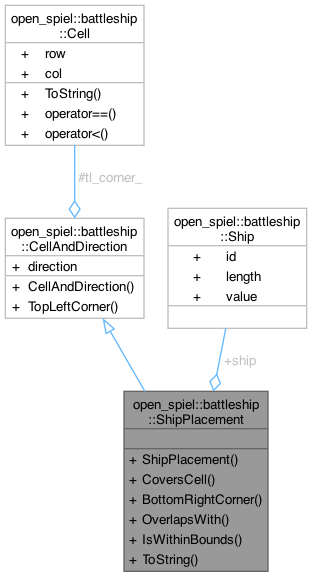 open_spiel::battleship
::Cell
+ row
+ col
+ ToString()
+ operator==()
+ operator<()
#tl_corner_
open_spiel::battleship
::CellAndDirection
+ direction
+ CellAndDirection()
+ TopLeftCorner()
open_spiel::battleship
::Ship
+ id
+ length
+ value
+ship
open_spiel::battleship
::ShipPlacement
+ ShipPlacement()
+ CoversCell()
+ BottomRightCorner()
+ OverlapsWith()
+ IsWithinBounds()
+ ToString()